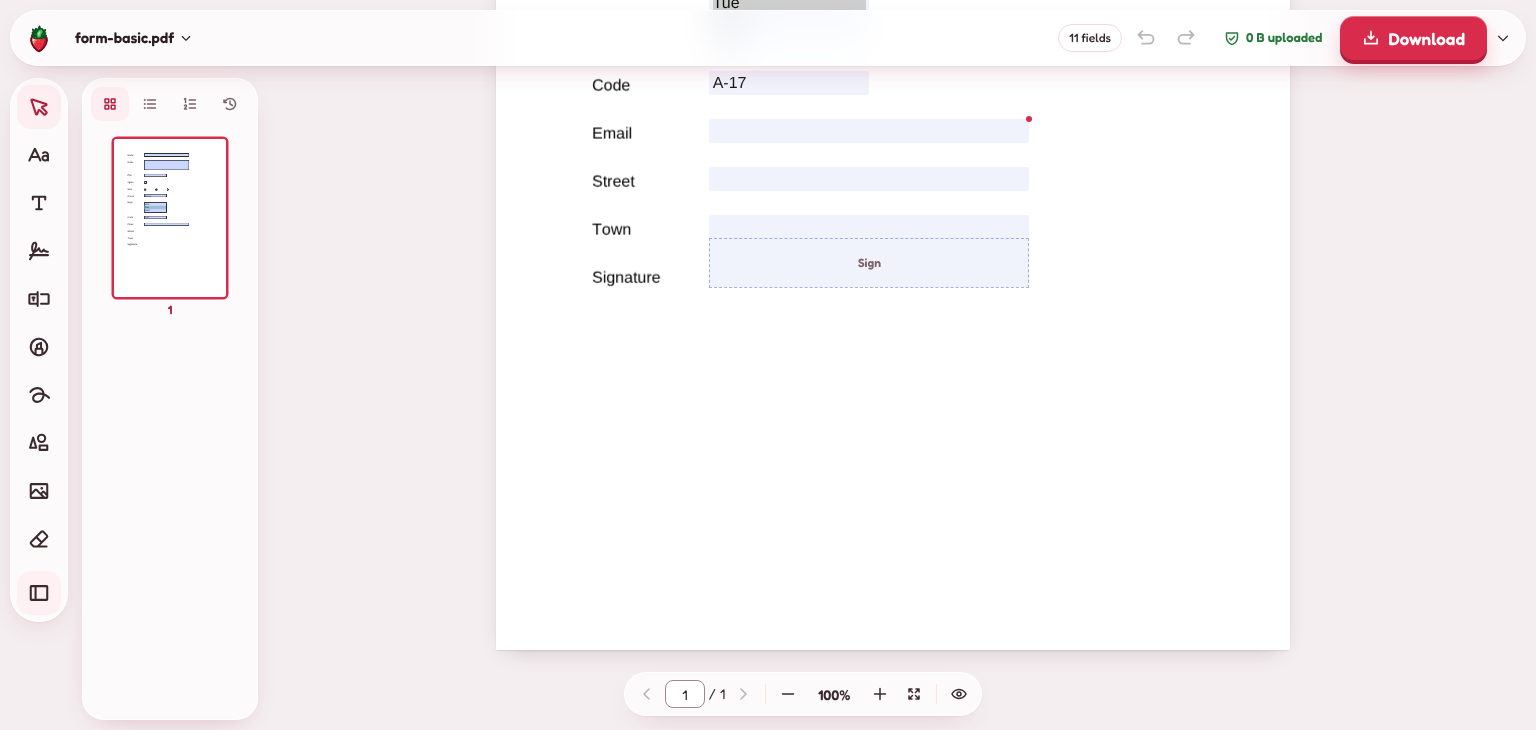 Tue
form-basic.pdf
11 fields
0 B uploaded
Download
Code
A-17
Email
Street
Town
Sign
Signature
Aa
1
1 / 1
100%